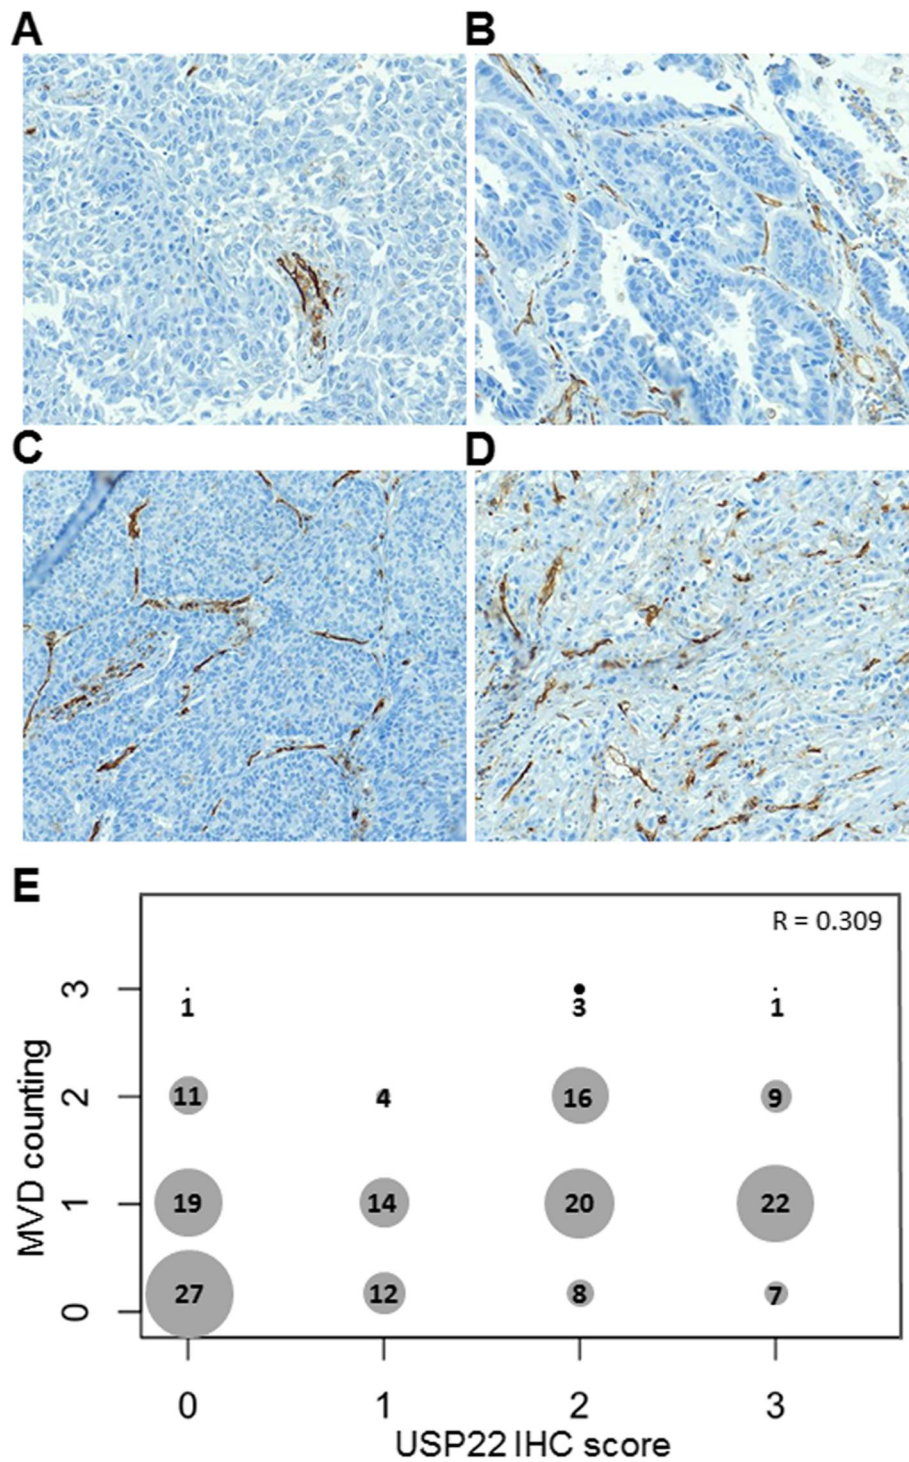 A B
C D
E
R = 0.309
3 1 3 1
2 11 4 16 9
1 19 14 20 22
0 27 12 8 7
MVD counting
0 1 2 3
USP22 IHC score